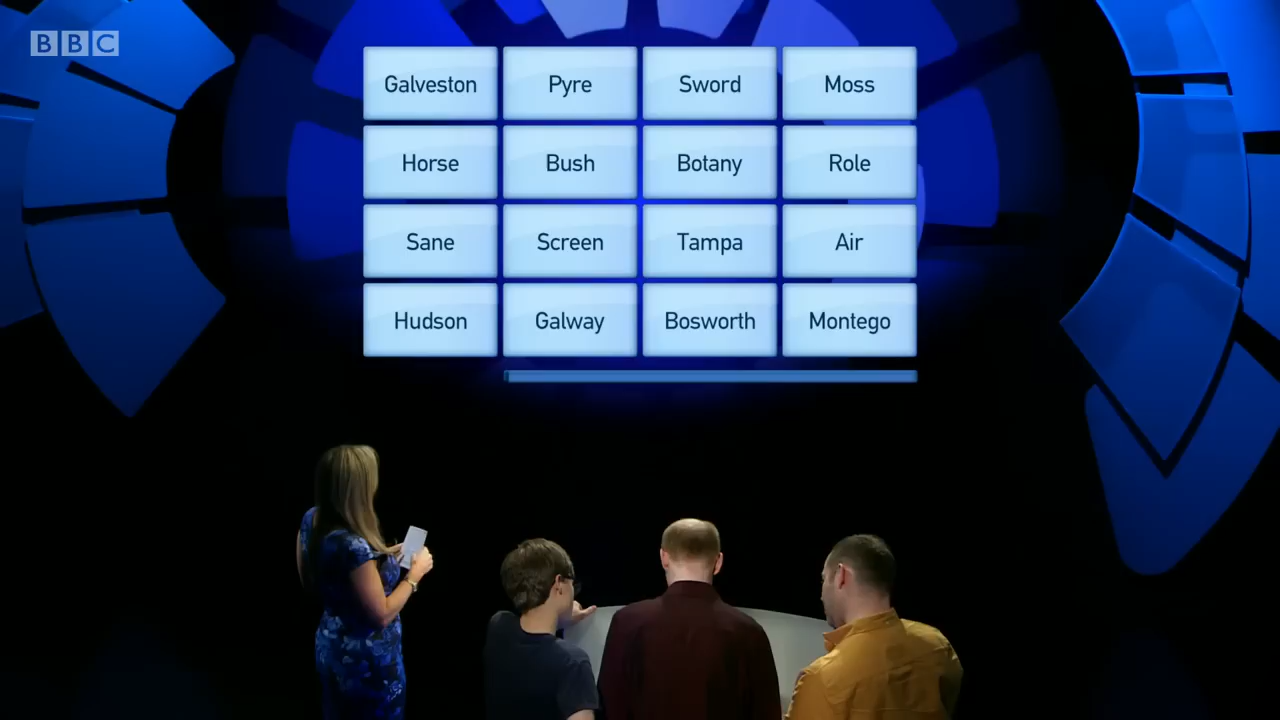 BBC
Galveston Pyre Sword Moss
Horse Bush Botany Role
Sane Screen Tampa Air
Hudson Galway Bosworth Montego